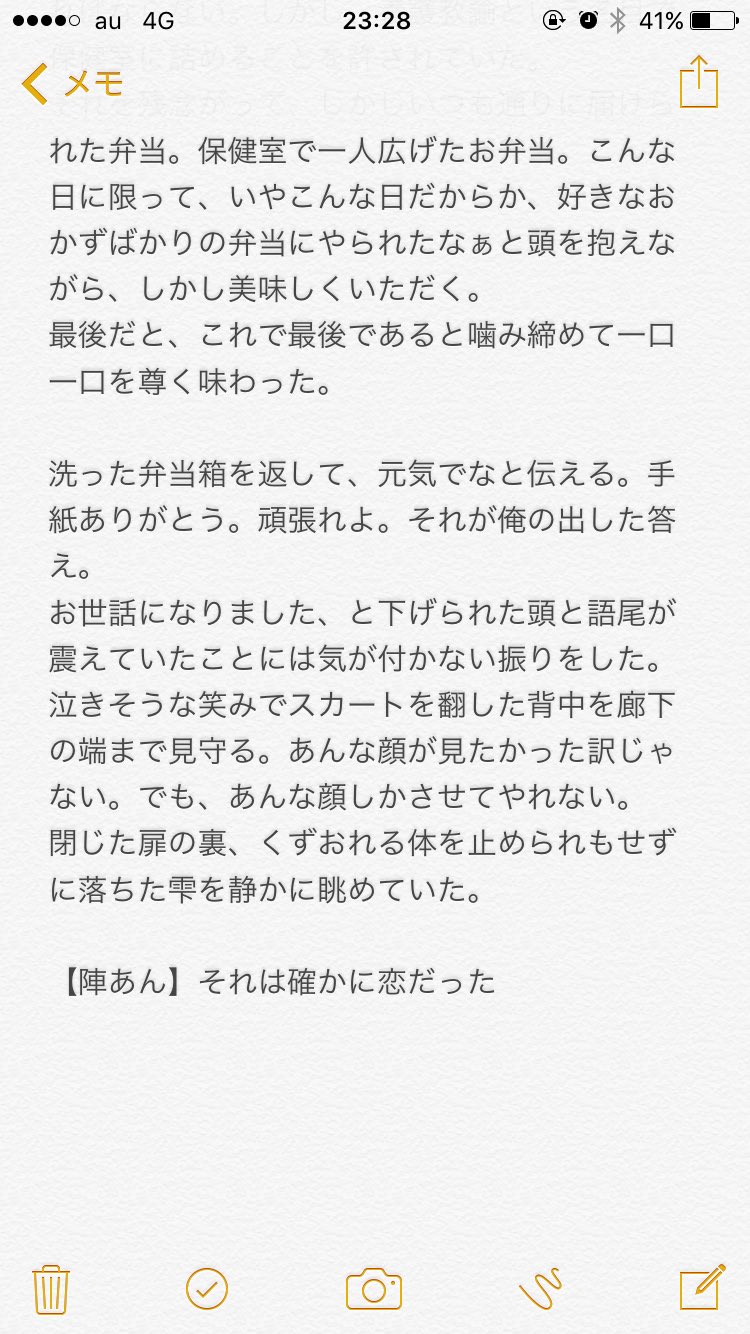 au 4G 23:28 41%
メモ
れた弁当。保健室で一人広げたお弁当。こんな
日に限って、いやこんな日だからか、好きなお
かずばかりの弁当にやられたなぁと頭を抱えな
がら、しかし美味しくいただく。
最後だと、これで最後であると噛み締めて一口
一口を尊く味わった。
洗った弁当箱を返して、元気でなと伝える。手
紙ありがとう。頑張れよ。それが俺の出した答
え。
お世話になりました、と下げられた頭と語尾が
震えていたことには気が付かない振りをした。
泣きそうな笑みでスカートを翻した背中を廊下
の端まで見守る。あんな顔が見たかった訳じゃ
ない。でも、あんな顔しかさせてやれない。
閉じた扉の裏、くずおれる体を止められもせず
に落ちた雫を静かに眺めていた。
【陣あん】それは確かに恋だった